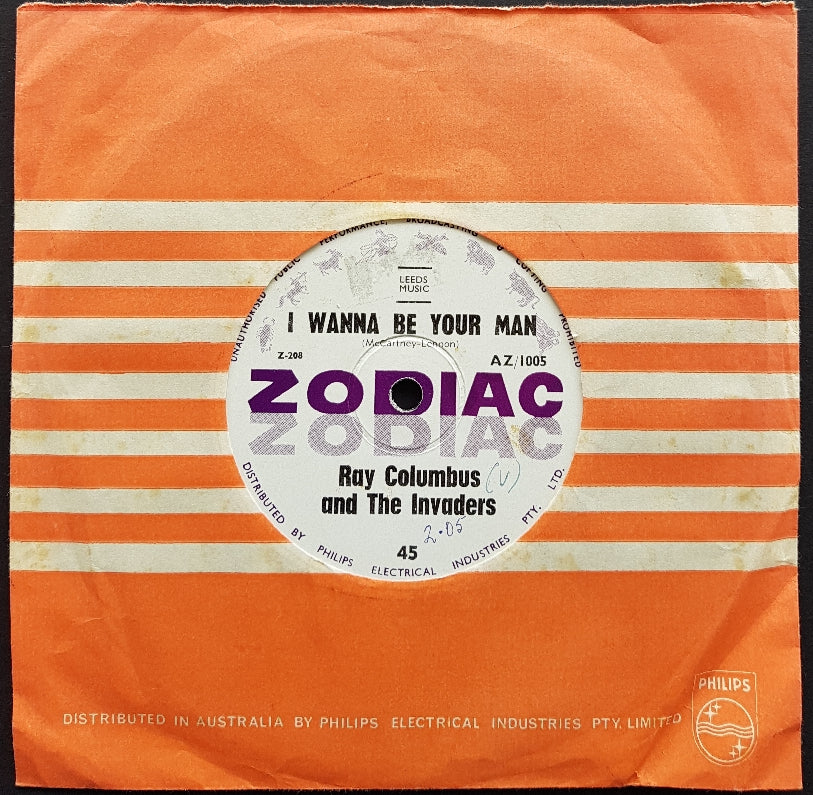 UNAUTHORISED PUBLIC PERFORMANCE, BROADCASTING & COPYING PROHIBITED
LEEDS
MUSIC
I WANNA BE YOUR MAN
(McCartney-Lennon)
Z-208
AZ/1005
ZODIAC
ZODIAC
Ray Columbus (V)
and The Invaders
2.05
45
DISTRIBUTED BY PHILIPS ELECTRICAL INDUSTRIES PTY. LTD.
PHILIPS
DISTRIBUTED IN AUSTRALIA BY PHILIPS ELECTRICAL INDUSTRIES PTY. LIMITED